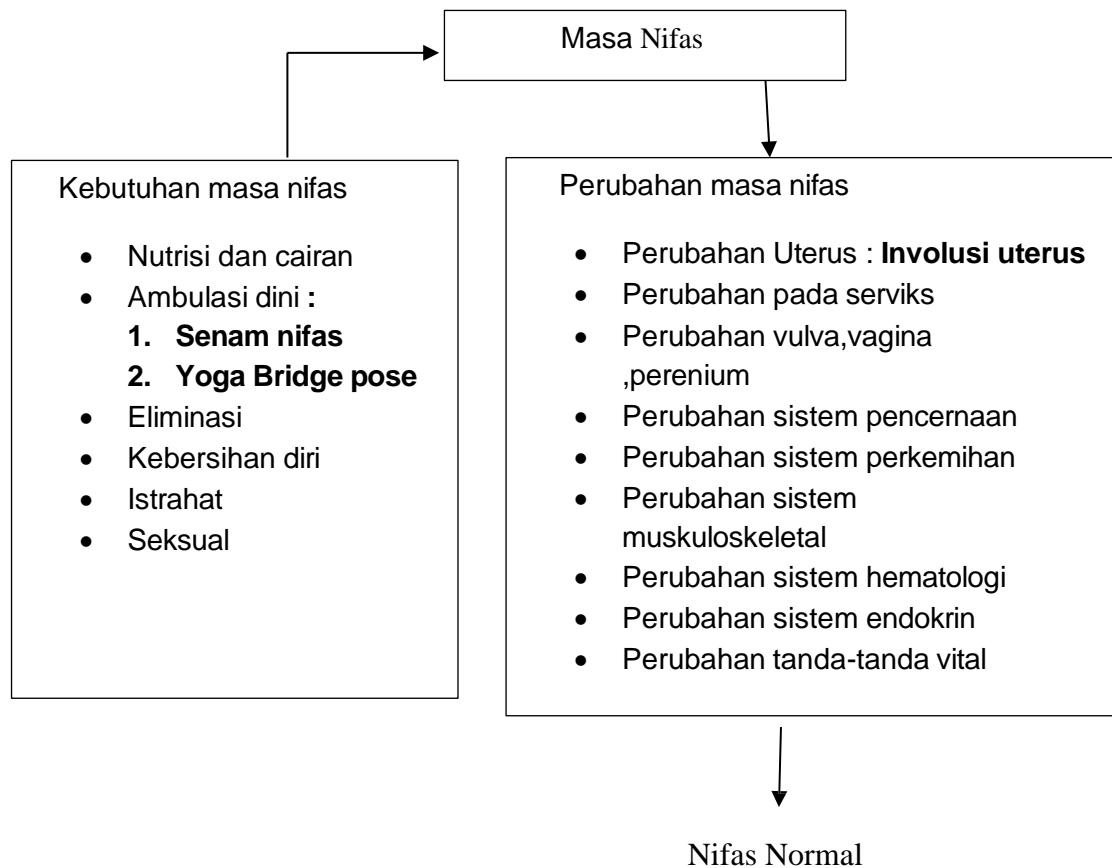 Masa Nifas
Kebutuhan masa nifas
• Nutrisi dan cairan
• Ambulasi dini :
1. Senam nifas
2. Yoga Bridge pose
• Eliminasi
• Kebersihan diri
• Istrahat
• Seksual
Perubahan masa nifas
• Perubahan Uterus : Involusi uterus
• Perubahan pada serviks
• Perubahan vulva,vagina
,perenium
• Perubahan sistem pencernaan
• Perubahan sistem perkemihan
• Perubahan sistem
muskuloskeletal
• Perubahan sistem hematologi
• Perubahan sistem endokrin
• Perubahan tanda-tanda vital
Nifas Normal